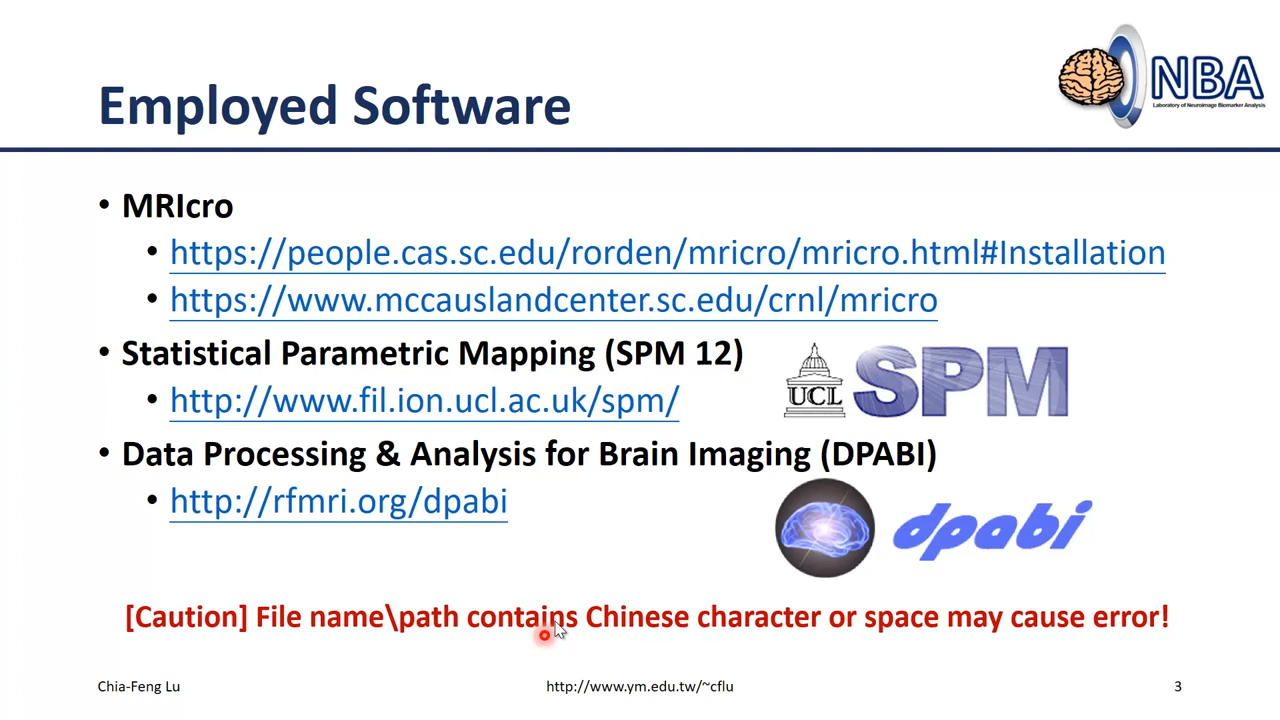 NBA
Laboratory of Neuroimage Biomarker Analysis
Employed Software
• MRIcro
• https://people.cas.sc.edu/rorden/mricro/mricro.html#Installation
• https://www.mccauslandcenter.sc.edu/crnl/mricro
• Statistical Parametric Mapping (SPM 12)
UCL SPM
• http://www.fil.ion.ucl.ac.uk/spm/
• Data Processing & Analysis for Brain Imaging (DPABI)
• http://rfmri.org/dpabi
dpabi
[Caution] File name\path contains Chinese character or space may cause error!
Chia-Feng Lu http://www.ym.edu.tw/~cflu 3